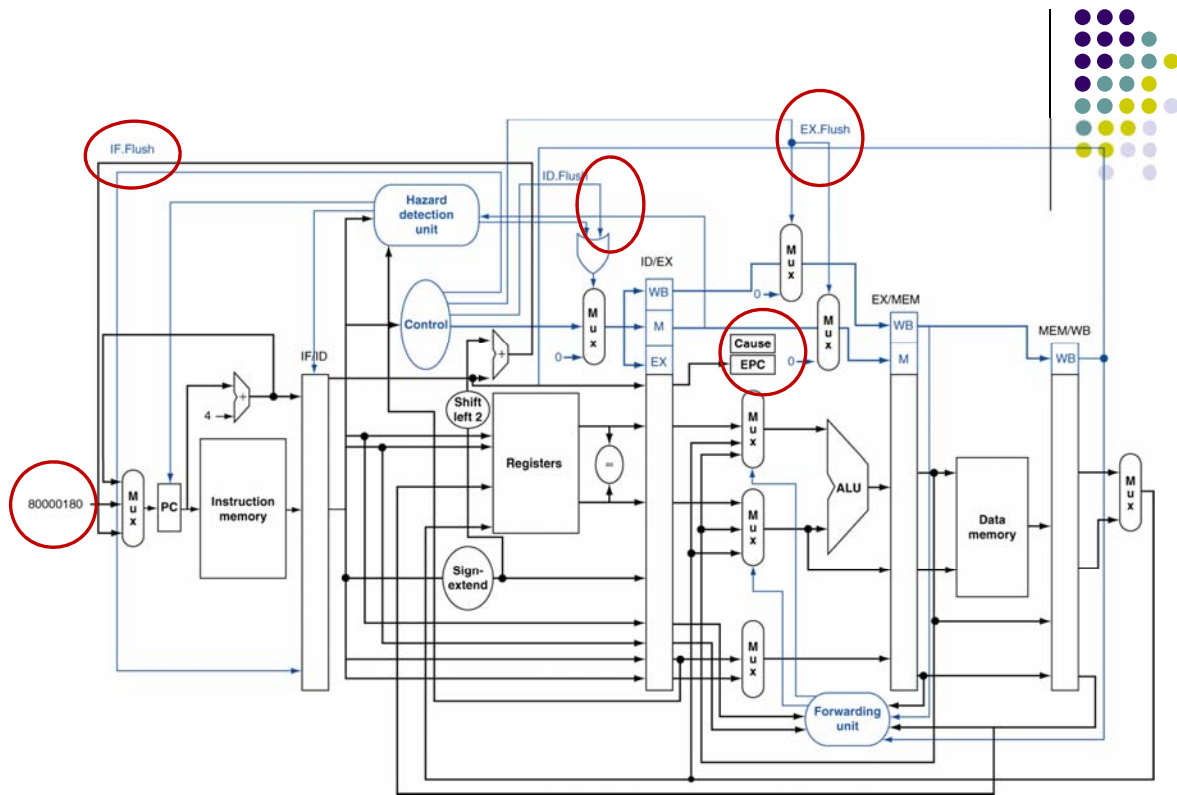 IF.Flush
EX.Flush
ID.Flush
Hazard
detection
unit
Mux
ID/EX
WB
0
Mux
EX/MEM
Control
Mux
M
WB
MEM/WB
Cause
EPC
0
M
WB
IF/ID
0
EX
+
+
4
Shift
left 2
Mux
Registers
=
Mux
80000180
Mux
PC
Instruction
memory
ALU
Mux
Data
memory
Sign-
extend
Mux
Forwarding
unit